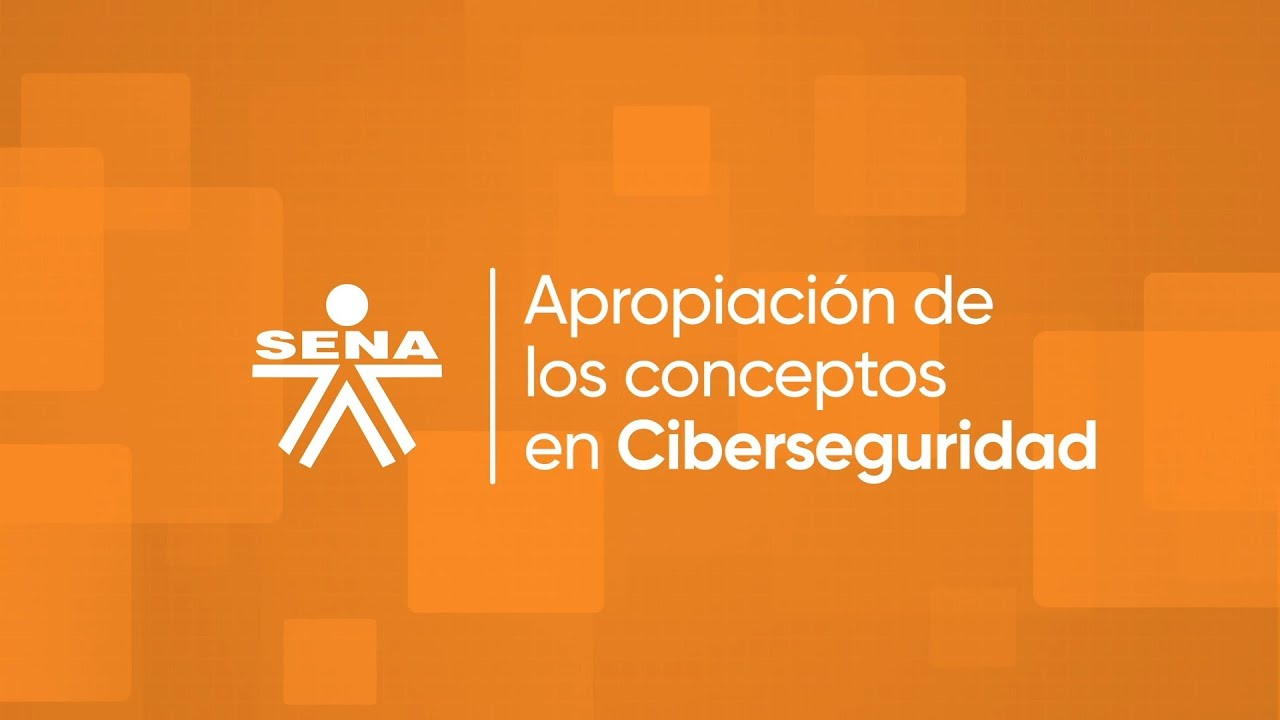 SENA
Apropiación de
los conceptos
en Ciberseguridad